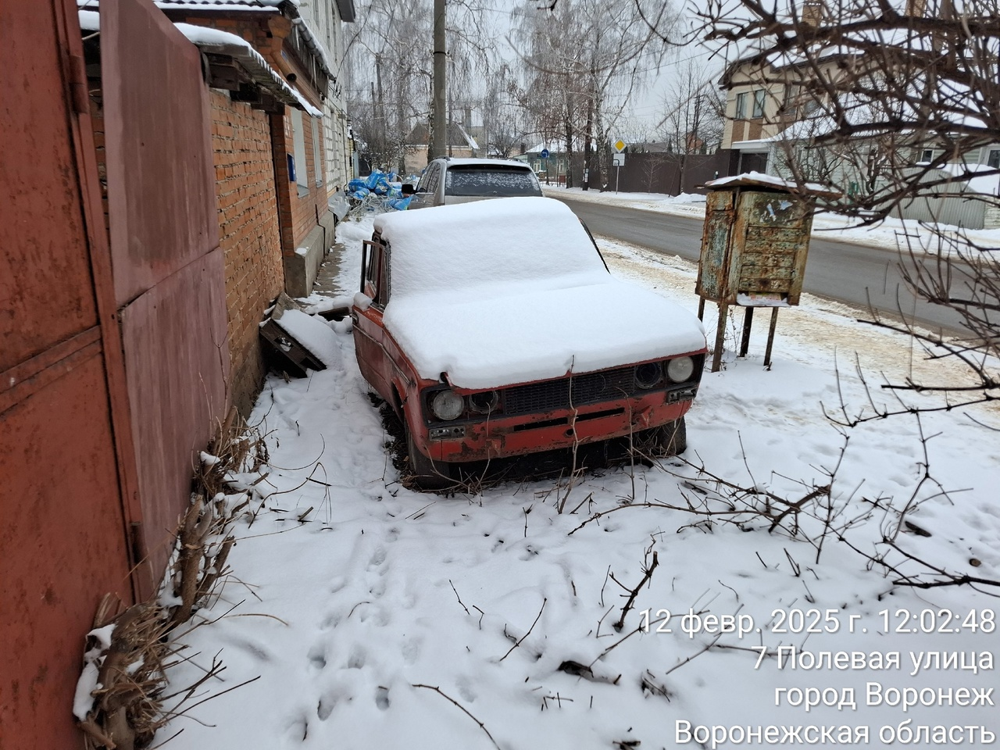 12 февр. 2025 г. 12:02:48
7 Полевая улица
город Воронеж
Воронежская область